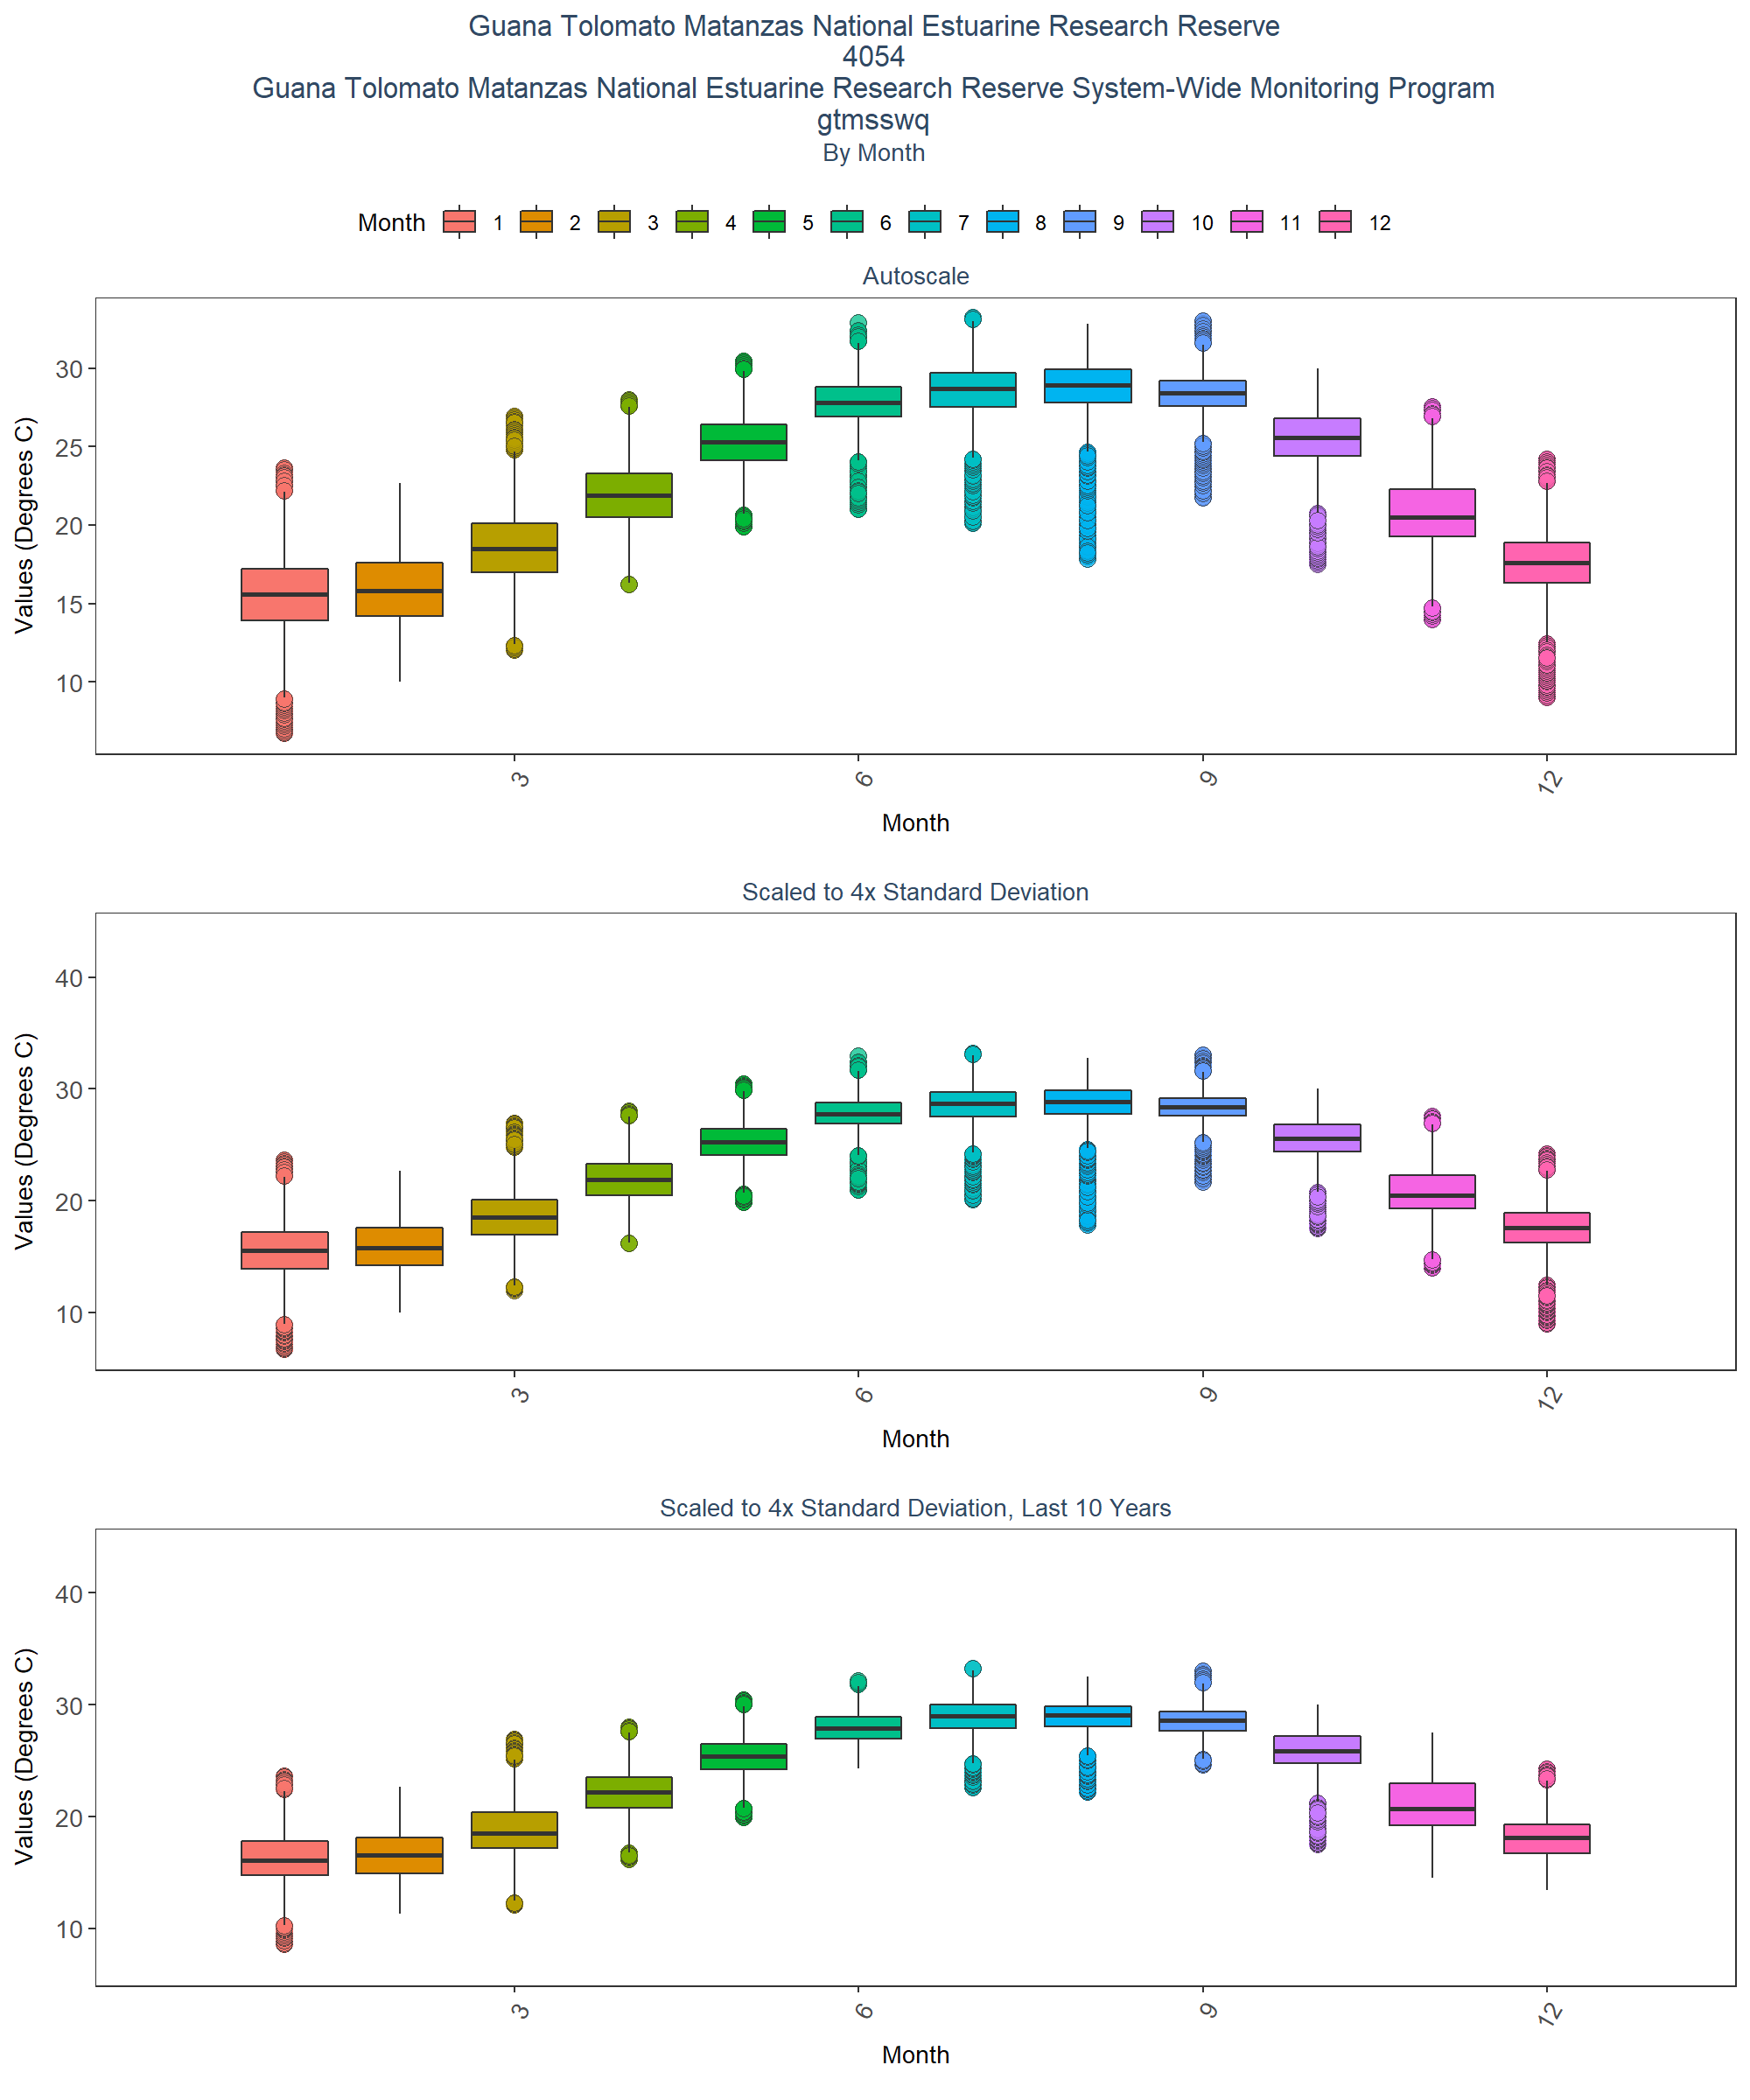 Guana Tolomato Matanzas National Estuarine Research Reserve
4054
Guana Tolomato Matanzas National Estuarine Research Reserve System-Wide Monitoring Program
gtmsswq
By Month
Month 1 2 3 4 5 6 7 8 9 10 11 12
Autoscale
Values (Degrees C)
30
25
20
15
10
3 6 9 12
Month
Scaled to 4x Standard Deviation
Values (Degrees C)
40
30
20
10
3 6 9 12
Month
Scaled to 4x Standard Deviation, Last 10 Years
Values (Degrees C)
40
30
20
10
3 6 9 12
Month